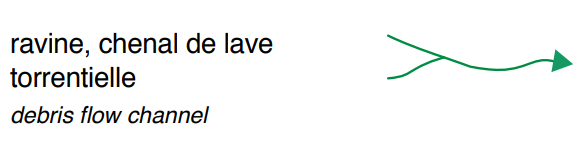 ravine, chenal de lave
torrentielle
debris flow channel